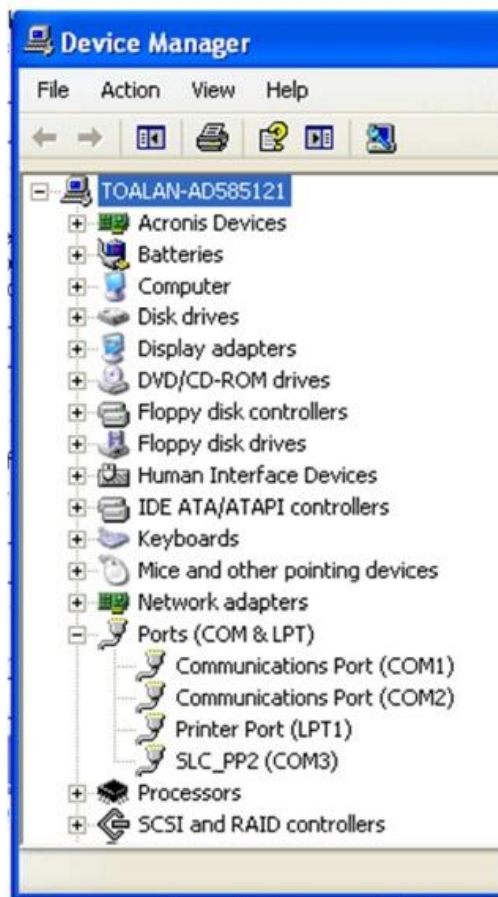 Device Manager
File Action View Help
TOALAN-AD585121
Acronis Devices
Batteries
Computer
Disk drives
Display adapters
DVD/CD-ROM drives
Floppy disk controllers
Floppy disk drives
Human Interface Devices
IDE ATA/ATAPI controllers
Keyboards
Mice and other pointing devices
Network adapters
Ports (COM & LPT)
Communications Port (COM1)
Communications Port (COM2)
Printer Port (LPT1)
SLC_PP2 (COM3)
Processors
SCSI and RAID controllers